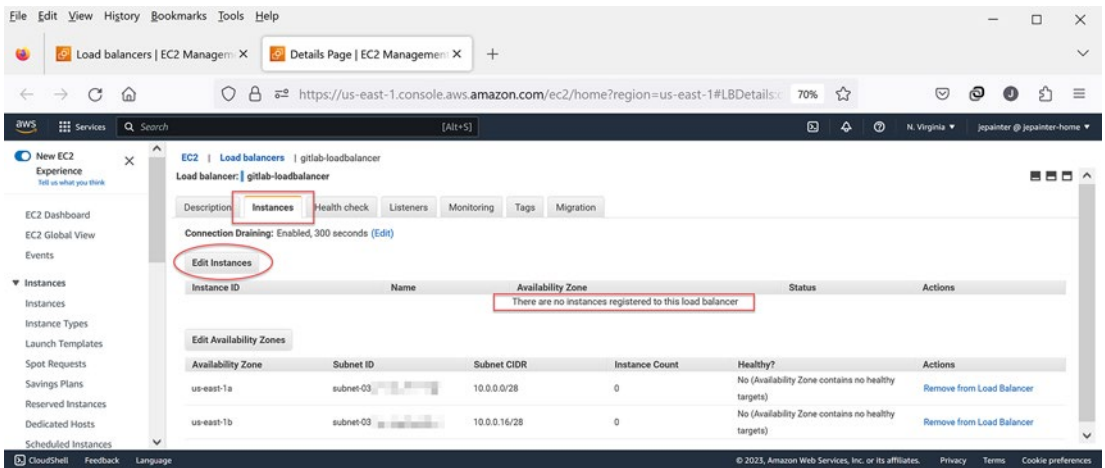 File Edit View History Bookmarks Tools Help
Load balancers | EC2 Managem
Details Page | EC2 Management
https://us-east-1.console.aws.amazon.com/ec2/home?region=us-east-1#LBDetails:
70%
aws Services Search [Alt+S] N. Virginia jepainter @ jepainter-home
New EC2
Experience
Tell us what you think
EC2 Dashboard
EC2 Global View
Events
Instances
Instances
Instance Types
Launch Templates
Spot Requests
Savings Plans
Reserved Instances
Dedicated Hosts
Scheduled Instances
EC2 | Load balancers | gitlab-loadbalancer
Load balancer: gitlab-loadbalancer
Description Instances Health check Listeners Monitoring Tags Migration
Connection Draining: Enabled, 300 seconds (Edit)
Edit Instances
Instance ID Name Availability Zone Status Actions
There are no instances registered to this load balancer
Edit Availability Zones
Availability Zone Subnet ID Subnet CIDR Instance Count Healthy? Actions
us-east-1a subnet-03 10.0.0.0/28 0 No (Availability Zone contains no healthy targets) Remove from Load Balancer
us-east-1b subnet-03 10.0.0.16/28 0 No (Availability Zone contains no healthy targets) Remove from Load Balancer
CloudShell Feedback Language © 2023, Amazon Web Services, Inc. or its affiliates. Privacy Terms Cookie preferences